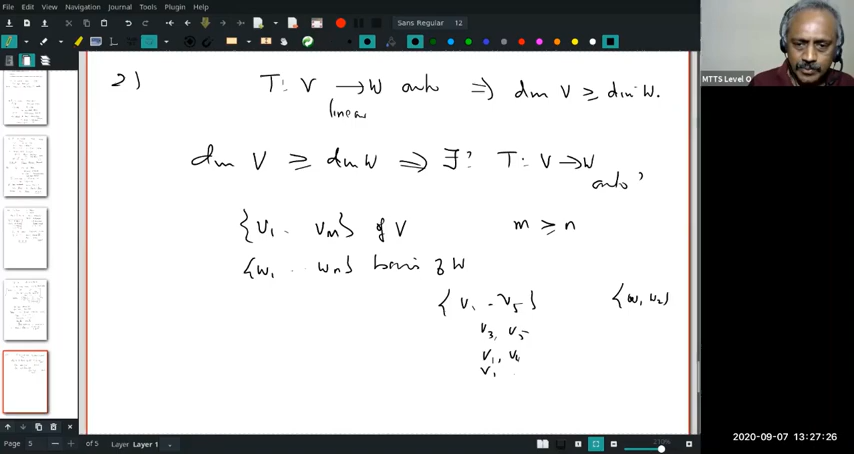 File Edit View Navigation Journal Tools Plugin Help
Sans Regular 12
2) T: V → W onto ⇒ dim V ≥ dim W.
linear
dim V ≥ dim W ⇒ ∃? T: V → W
onto?
{v₁ .. vₘ} of V m ≥ n
{w₁ .. wₙ} basis of W
{v₁ .. v₅} {w₁, w₂}
v₃, v₅
v₁, v₄
v₁,
MTTS Level O
Page 5 of 5 Layer Layer 1 210%
2020-09-07 13:27:26